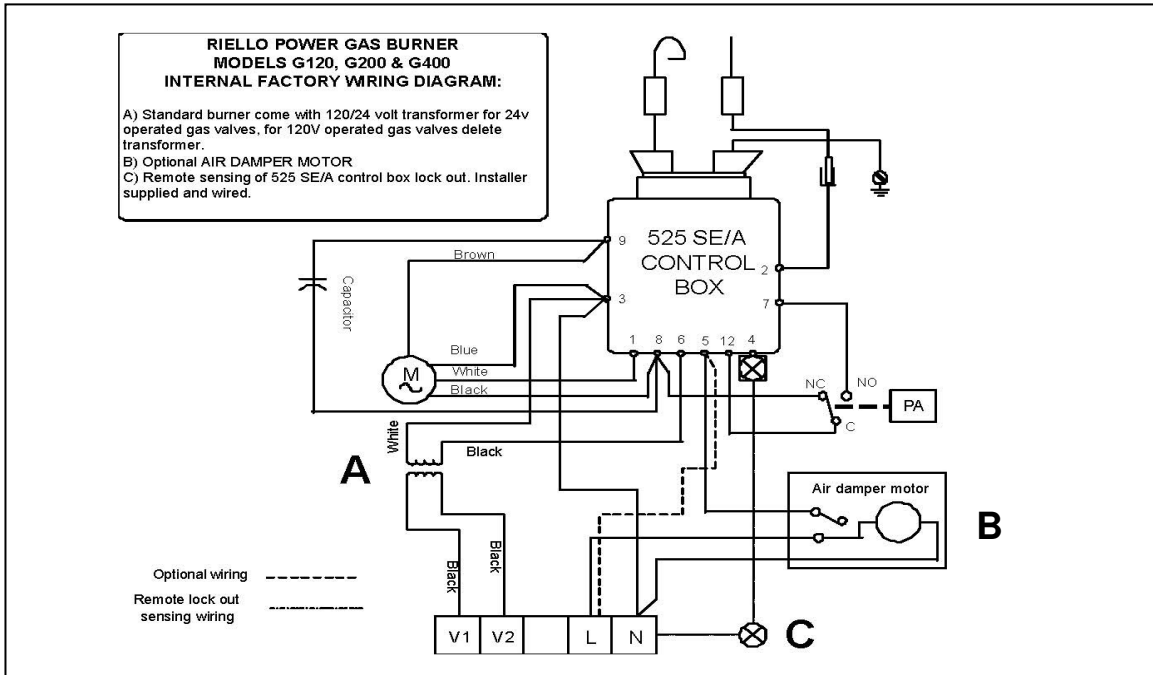 RIELLO POWER GAS BURNER
MODELS G120, G200 & G400
INTERNAL FACTORY WIRING DIAGRAM:
A) Standard burner come with 120/24 volt transformer for 24v
operated gas valves, for 120V operated gas valves delete
transformer.
B) Optional AIR DAMPER MOTOR
C) Remote sensing of 525 SE/A control box lock out. Installer
supplied and wired.
525 SE/A
CONTROL
BOX
9
3
2
7
1
8
6
5
12
4
Brown
Capacitor
Blue
White
Black
M
NC
NO
C
PA
White
Black
A
Air damper motor
B
Black
Black
Optional wiring
Remote lock out
sensing wiring
V1
V2
L
N
C